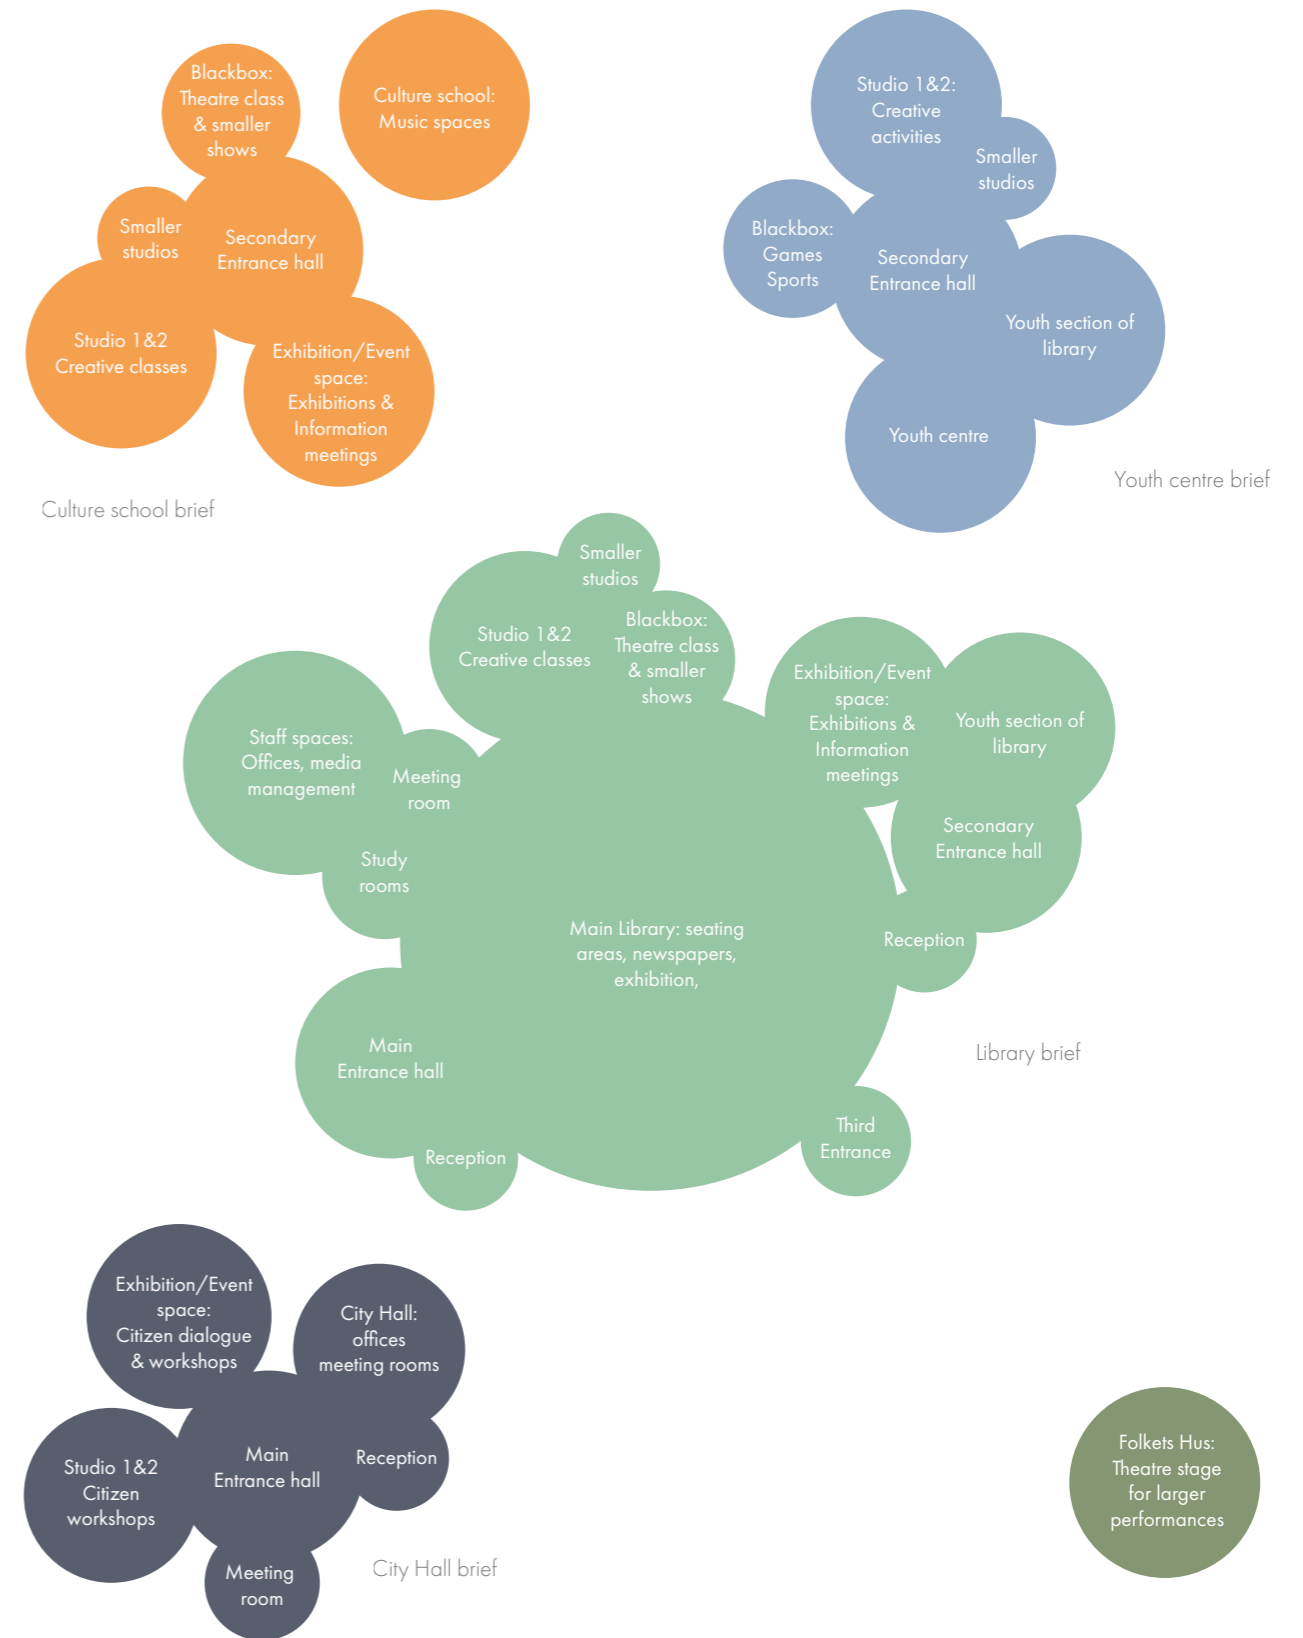 Blackbox:
Theatre class
& smaller
shows
Culture school:
Music spaces
Smaller
studios
Secondary
Entrance hall
Studio 1&2
Creative classes
Exhibition/Event
space:
Exhibitions &
Information
meetings
Culture school brief
Studio 1&2:
Creative
activities
Smaller
studios
Blackbox:
Games
Sports
Secondary
Entrance hall
Youth section of
library
Youth centre
Youth centre brief
Smaller
studios
Studio 1&2
Creative classes
Blackbox:
Theatre class
& smaller
shows
Exhibition/Event
space:
Exhibitions &
Information
meetings
Youth section of
library
Staff spaces:
Offices, media
management
Meeting
room
Study
rooms
Secondary
Entrance hall
Main Library: seating
areas, newspapers,
exhibition,
Reception
Main
Entrance hall
Library brief
Reception
Third
Entrance
Exhibition/Event
space:
Citizen dialogue
& workshops
City Hall:
offices
meeting rooms
Studio 1&2
Citizen
workshops
Main
Entrance hall
Reception
Meeting
room
City Hall brief
Folkets Hus:
Theatre stage
for larger
performances